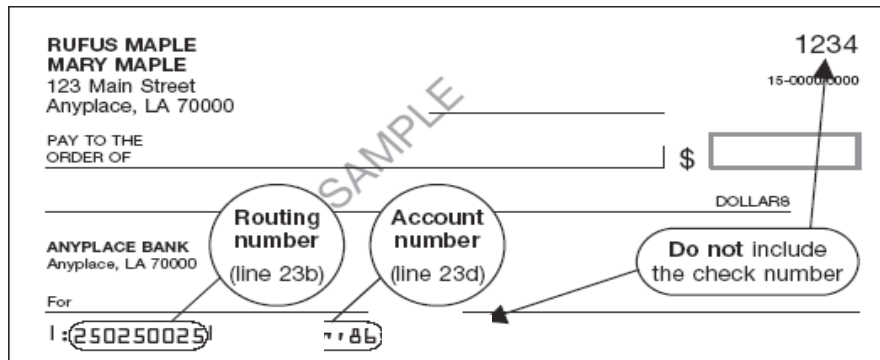 RUFUS MAPLE
MARY MAPLE
123 Main Street
Anyplace, LA 70000
1234
15-0000/0000
SAMPLE
PAY TO THE
ORDER OF
$
DOLLARS
ANYPLACE BANK
Anyplace, LA 70000
Routing
number
(line 23b)
Account
number
(line 23d)
Do not include
the check number
For
|:250250025|
86